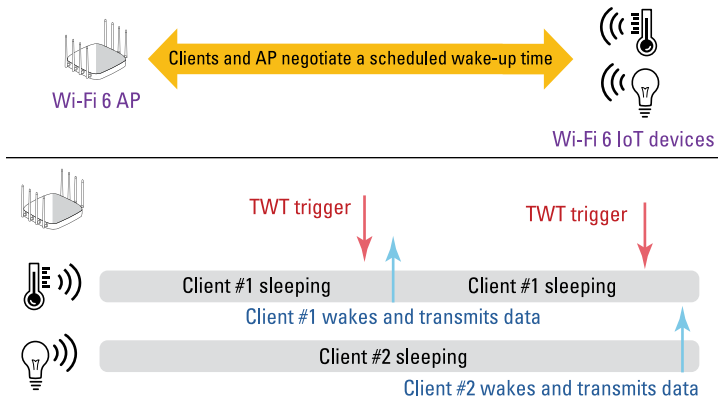 Clients and AP negotiate a scheduled wake-up time
Wi-Fi 6 AP
Wi-Fi 6 IoT devices
TWT trigger
TWT trigger
Client #1 sleeping
Client #1 sleeping
Client #1 wakes and transmits data
Client #2 sleeping
Client #2 wakes and transmits data